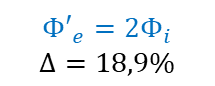 Φ′ₑ = 2Φᵢ
Δ = 18,9%